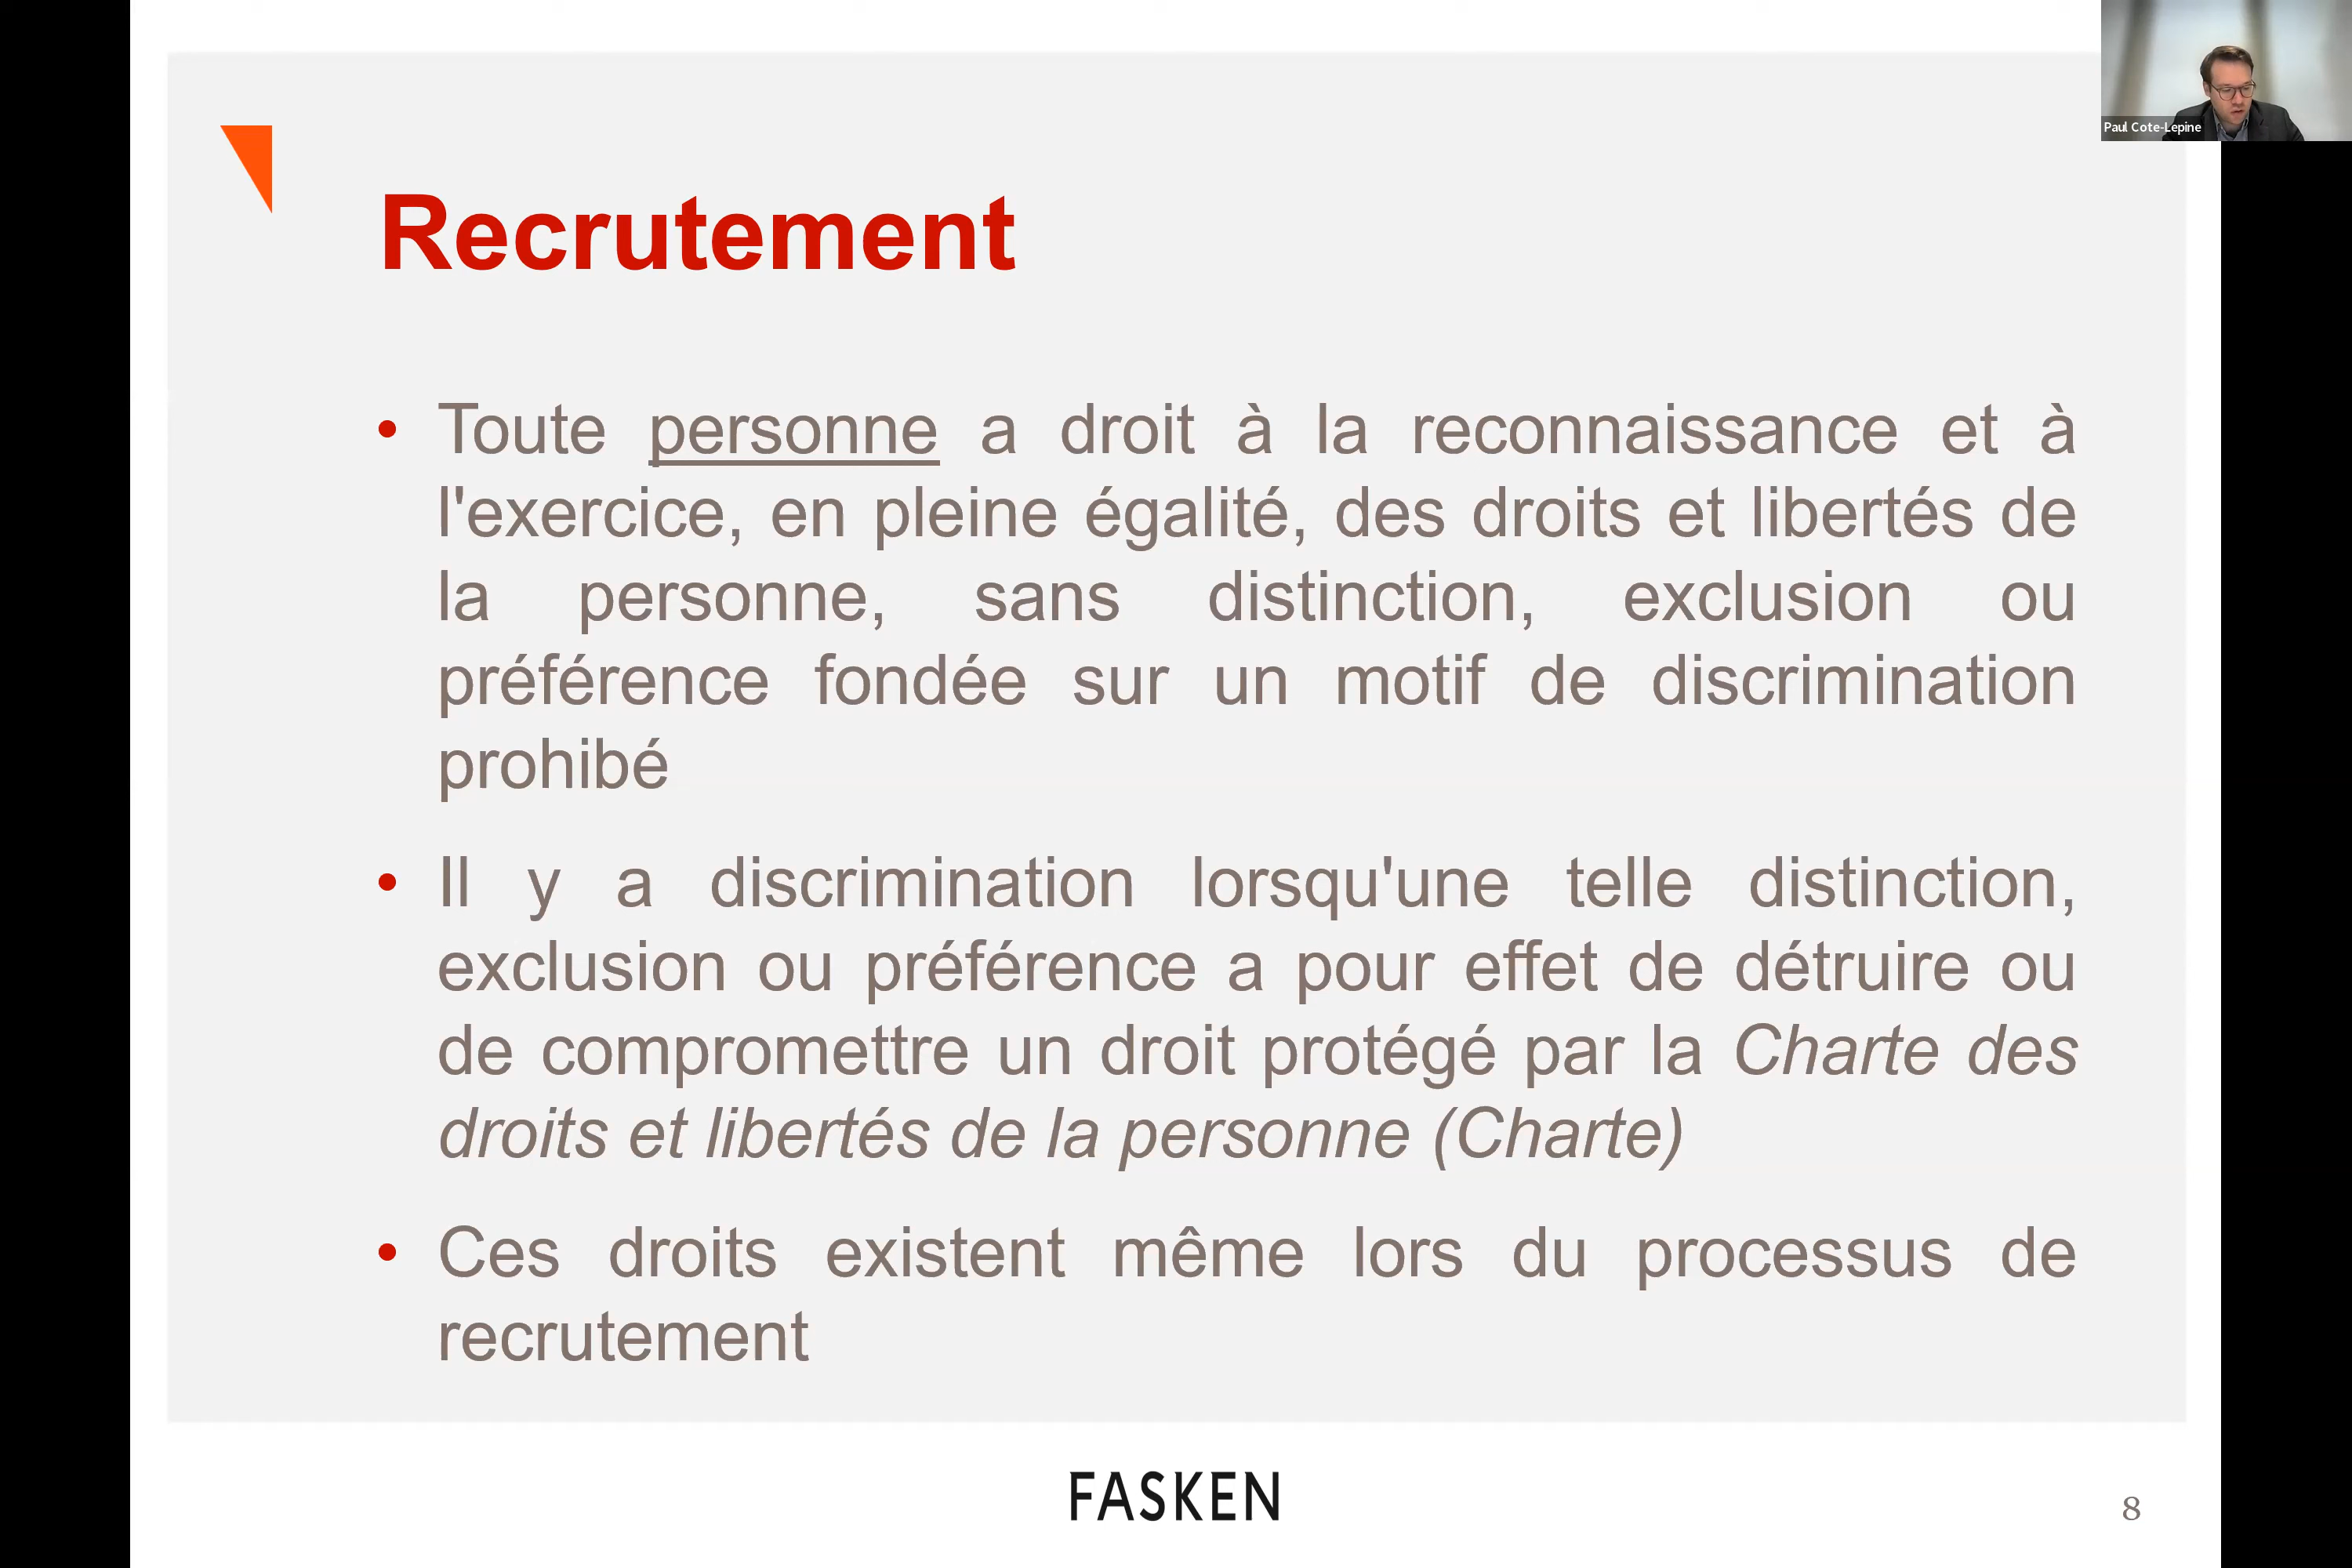 Paul Cote-Lepine
Recrutement
• Toute personne a droit à la reconnaissance et à
l'exercice, en pleine égalité, des droits et libertés de
la personne, sans distinction, exclusion ou
préférence fondée sur un motif de discrimination
prohibé
• Il y a discrimination lorsqu'une telle distinction,
exclusion ou préférence a pour effet de détruire ou
de compromettre un droit protégé par la Charte des
droits et libertés de la personne (Charte)
• Ces droits existent même lors du processus de
recrutement
FASKEN
8